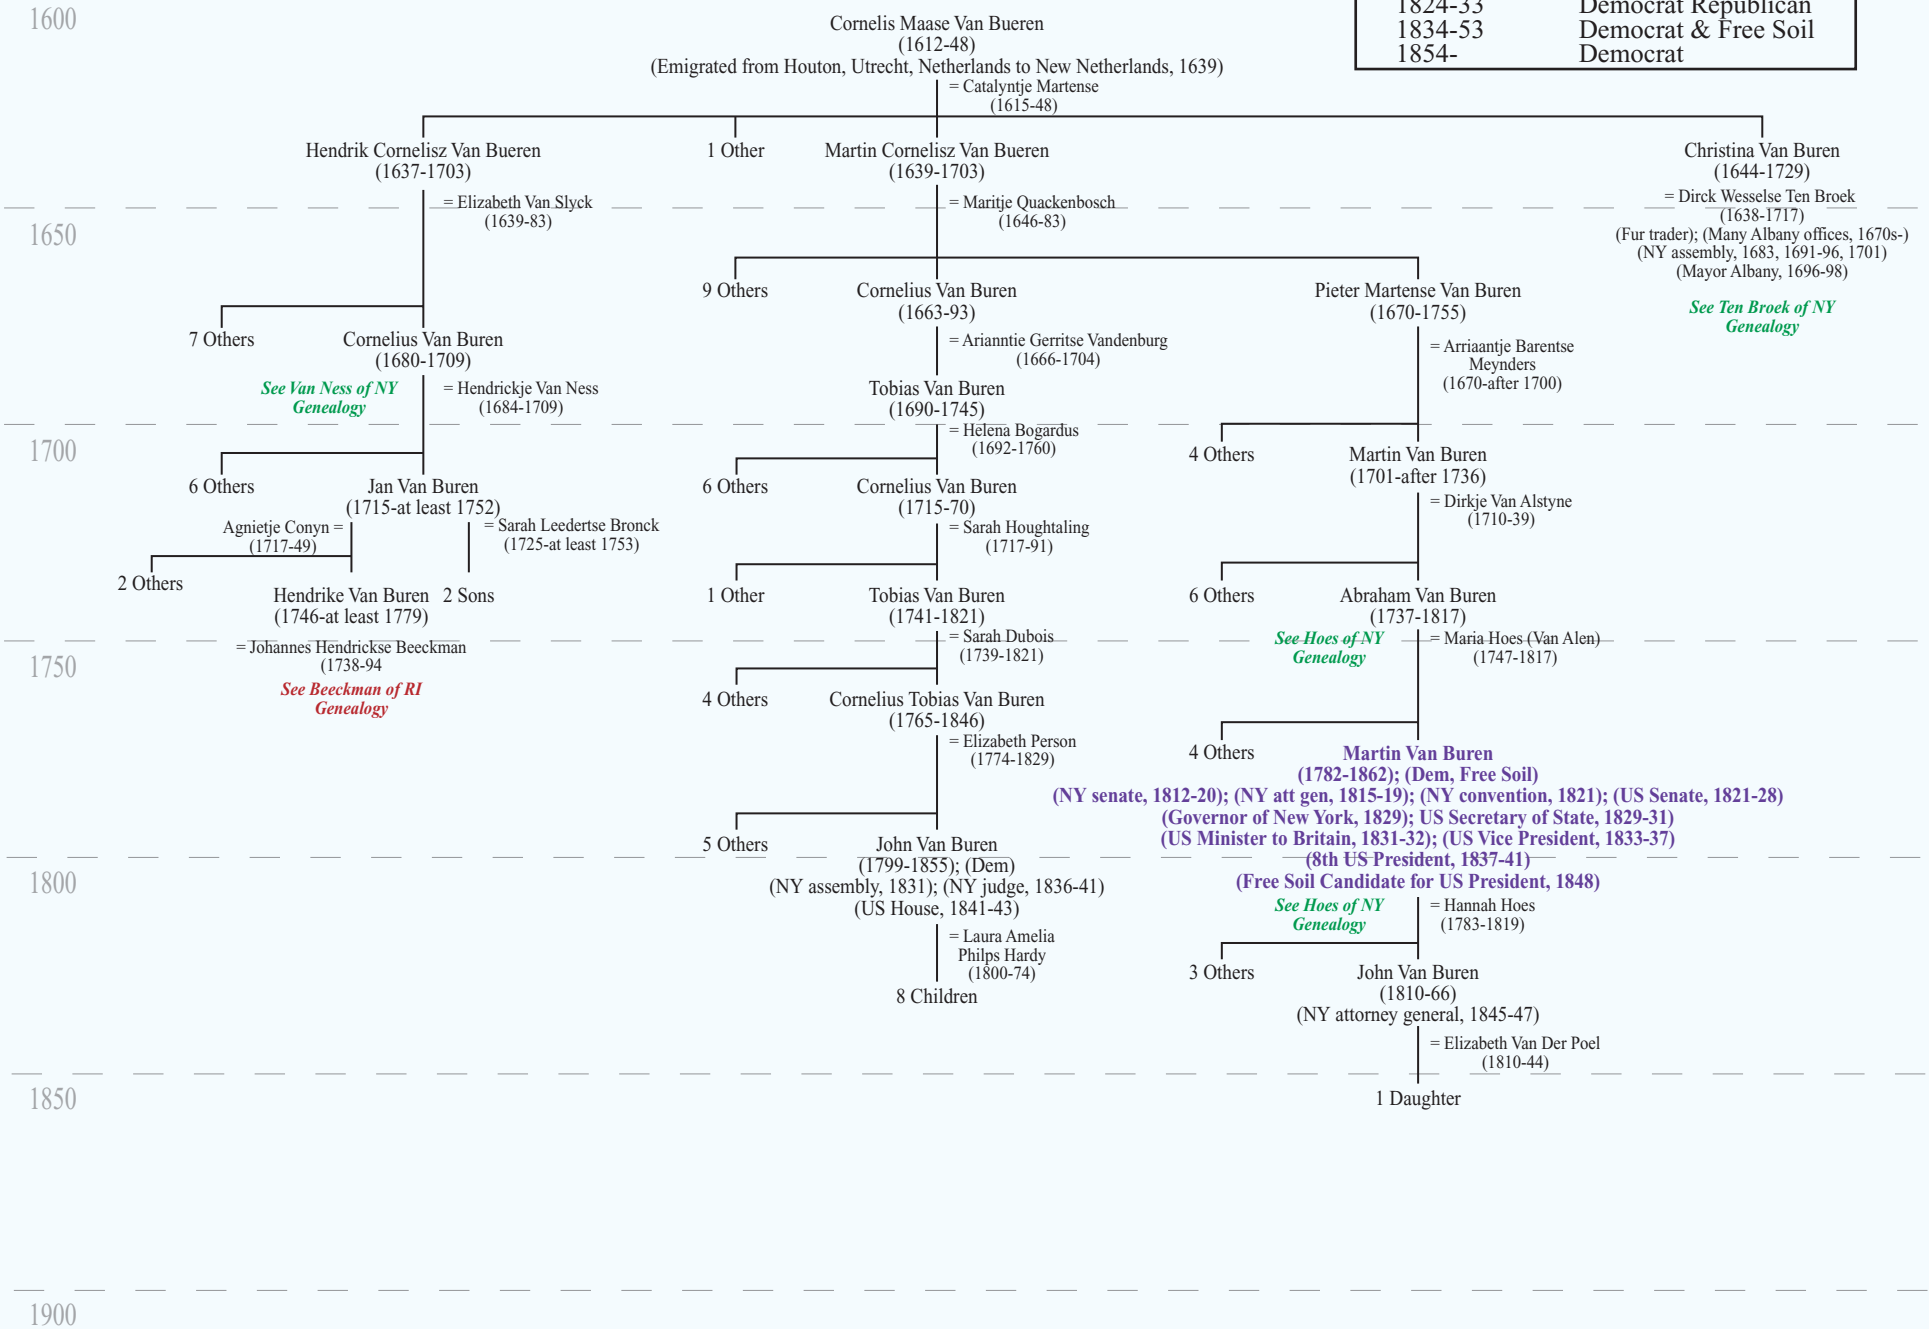 1600
1824-33 Democrat Republican
1834-53 Democrat & Free Soil
1854- Democrat
Cornelis Maase Van Bueren
(1612-48)
(Emigrated from Houton, Utrecht, Netherlands to New Netherlands, 1639)
= Catalyntje Martense
(1615-48)
Hendrik Cornelisz Van Bueren
(1637-1703)
1 Other
Martin Cornelisz Van Bueren
(1639-1703)
Christina Van Buren
(1644-1729)
= Elizabeth Van Slyck
(1639-83)
= Maritje Quackenbosch
(1646-83)
= Dirck Wesselse Ten Broek
(1638-1717)
(Fur trader); (Many Albany offices, 1670s-)
(NY assembly, 1683, 1691-96, 1701)
(Mayor Albany, 1696-98)
See Ten Broek of NY
Genealogy
1650
9 Others
Cornelius Van Buren
(1663-93)
Pieter Martense Van Buren
(1670-1755)
7 Others
Cornelius Van Buren
(1680-1709)
= Arianntie Gerritse Vandenburg
(1666-1704)
= Arriaantje Barentse
Meynders
(1670-after 1700)
See Van Ness of NY
Genealogy
= Hendrickje Van Ness
(1684-1709)
Tobias Van Buren
(1690-1745)
= Helena Bogardus
(1692-1760)
1700
4 Others
Martin Van Buren
(1701-after 1736)
6 Others
Jan Van Buren
(1715-at least 1752)
6 Others
Cornelius Van Buren
(1715-70)
= Dirkje Van Alstyne
(1710-39)
Agnietje Conyn =
(1717-49)
= Sarah Leedertse Bronck
(1725-at least 1753)
= Sarah Houghtaling
(1717-91)
2 Others
Hendrike Van Buren
(1746-at least 1779)
2 Sons
1 Other
Tobias Van Buren
(1741-1821)
6 Others
Abraham Van Buren
(1737-1817)
= Johannes Hendrickse Beeckman
(1738-94
See Beeckman of RI
Genealogy
= Sarah Dubois
(1739-1821)
See Hoes of NY
Genealogy
= Maria Hoes (Van Alen)
(1747-1817)
1750
4 Others
Cornelius Tobias Van Buren
(1765-1846)
= Elizabeth Person
(1774-1829)
4 Others
Martin Van Buren
(1782-1862); (Dem, Free Soil)
(NY senate, 1812-20); (NY att gen, 1815-19); (NY convention, 1821); (US Senate, 1821-28)
(Governor of New York, 1829); US Secretary of State, 1829-31)
(US Minister to Britain, 1831-32); (US Vice President, 1833-37)
(8th US President, 1837-41)
(Free Soil Candidate for US President, 1848)
5 Others
John Van Buren
(1799-1855); (Dem)
(NY assembly, 1831); (NY judge, 1836-41)
(US House, 1841-43)
1800
= Laura Amelia
Philps Hardy
(1800-74)
8 Children
See Hoes of NY
Genealogy
= Hannah Hoes
(1783-1819)
3 Others
John Van Buren
(1810-66)
(NY attorney general, 1845-47)
= Elizabeth Van Der Poel
(1810-44)
1850
1 Daughter
1900